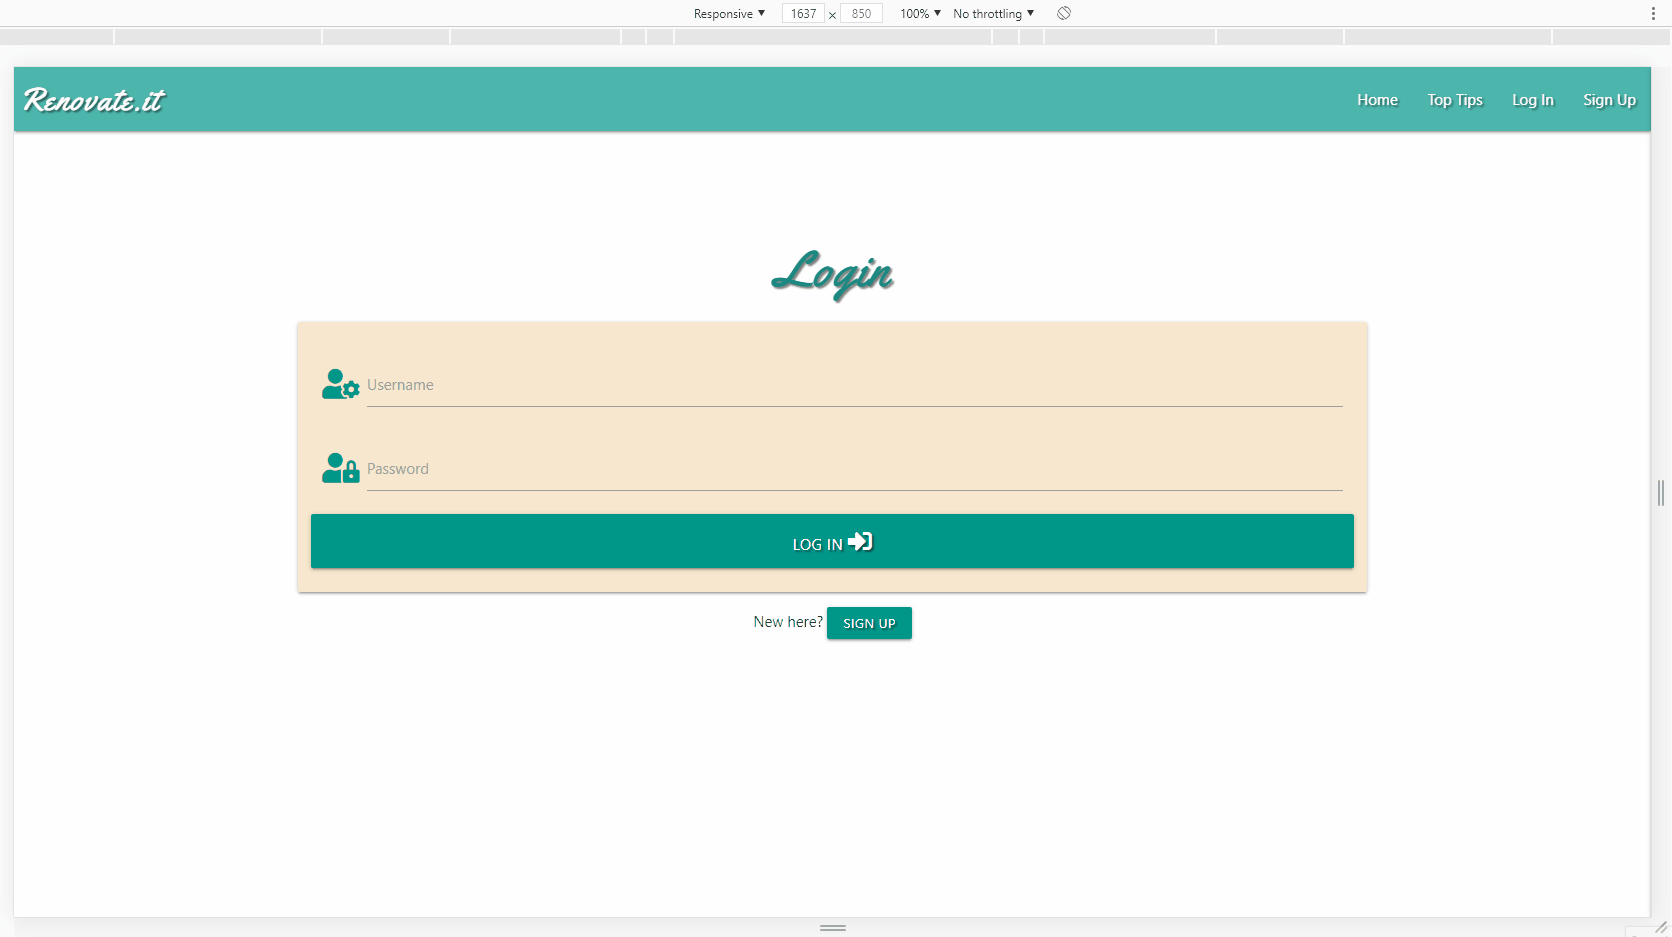 Responsive ▼ 1637 x 850 100% ▼ No throttling ▼
Renovate.it Home Top Tips Log In Sign Up
Login
Username
Password
LOG IN
New here? SIGN UP